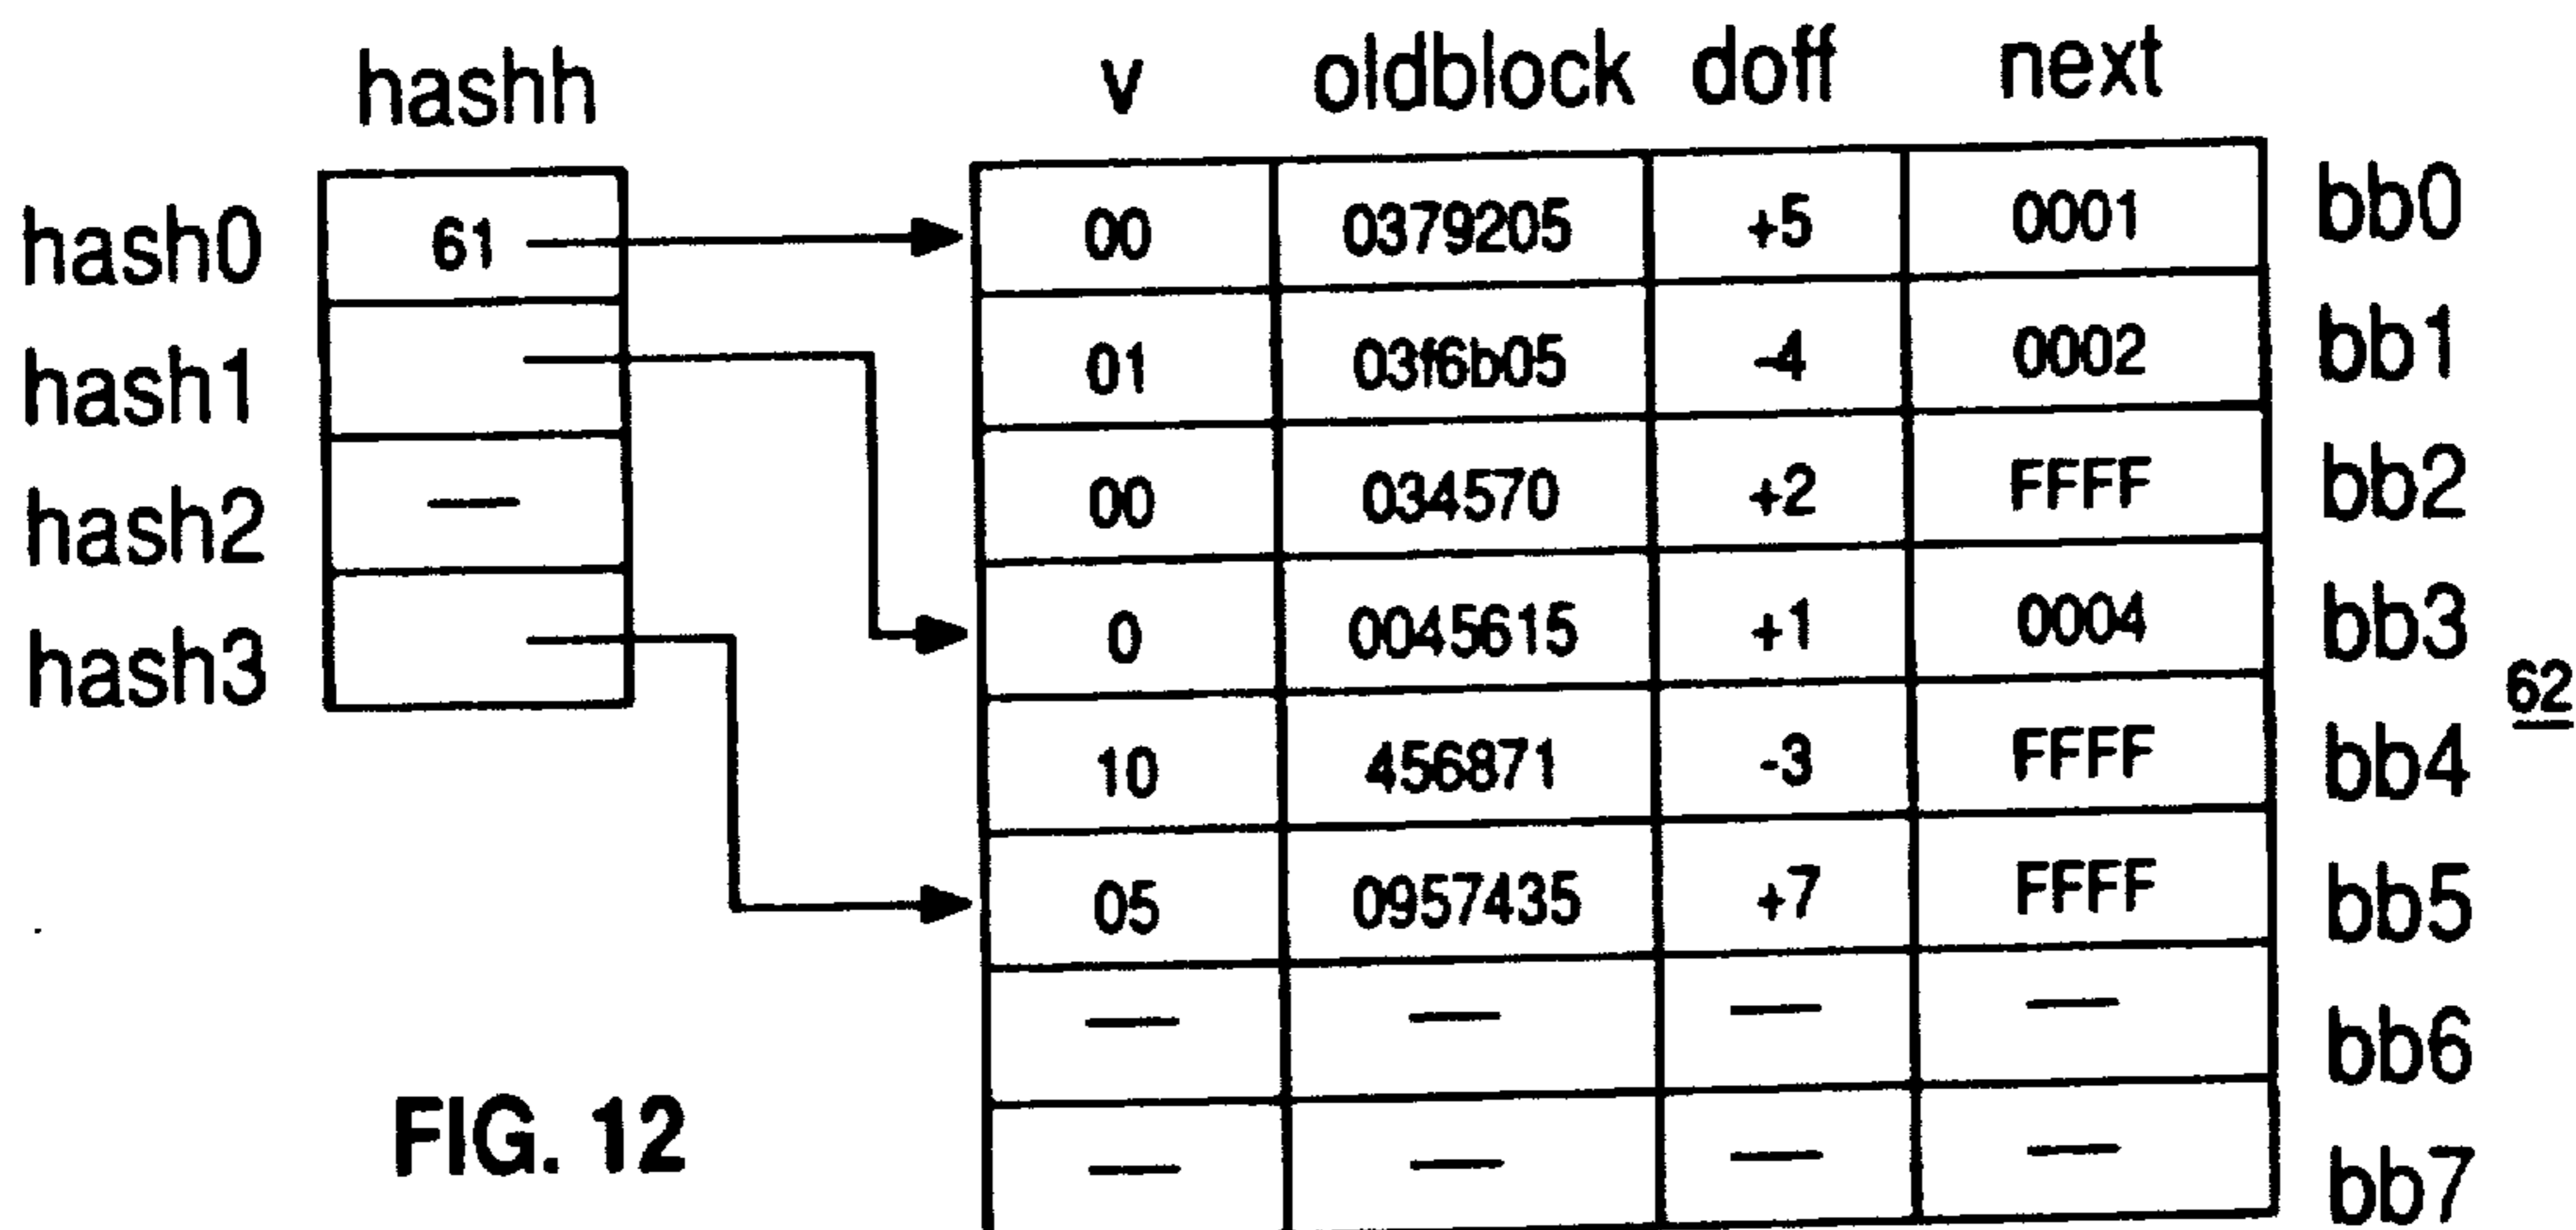 hashh v oldblock doff next
hash0 61 00 0379205 +5 0001 bb0
hash1 01 03f6b05 -4 0002 bb1
hash2 — 00 034570 +2 FFFF bb2
hash3 0 0045615 +1 0004 bb3
62
10 456871 -3 FFFF bb4
05 0957435 +7 FFFF bb5
— — — — bb6
FIG. 12
— — — — bb7